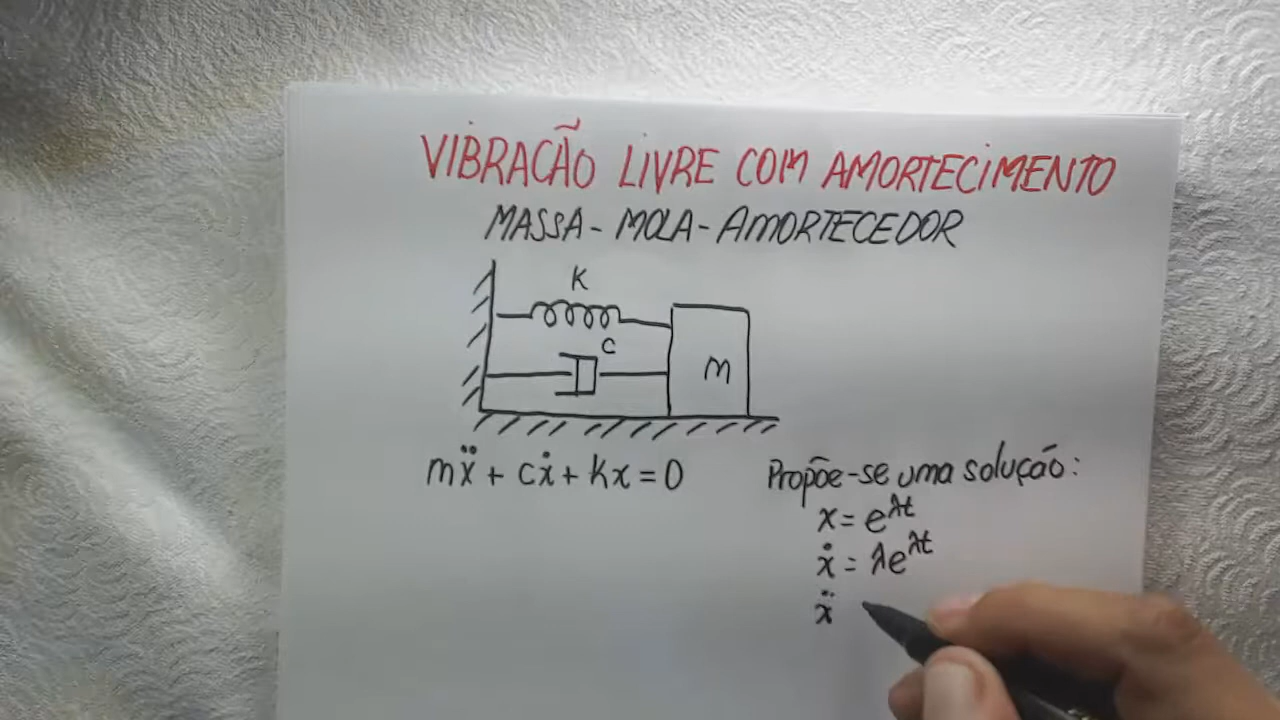 VIBRAÇÃO LIVRE COM AMORTECIMENTO
MASSA - MOLA - AMORTECEDOR
K
C
m
mẍ + cẋ + kx = 0
Propõe-se uma solução:
x = e^λt
ẋ = λe^λt
ẍ